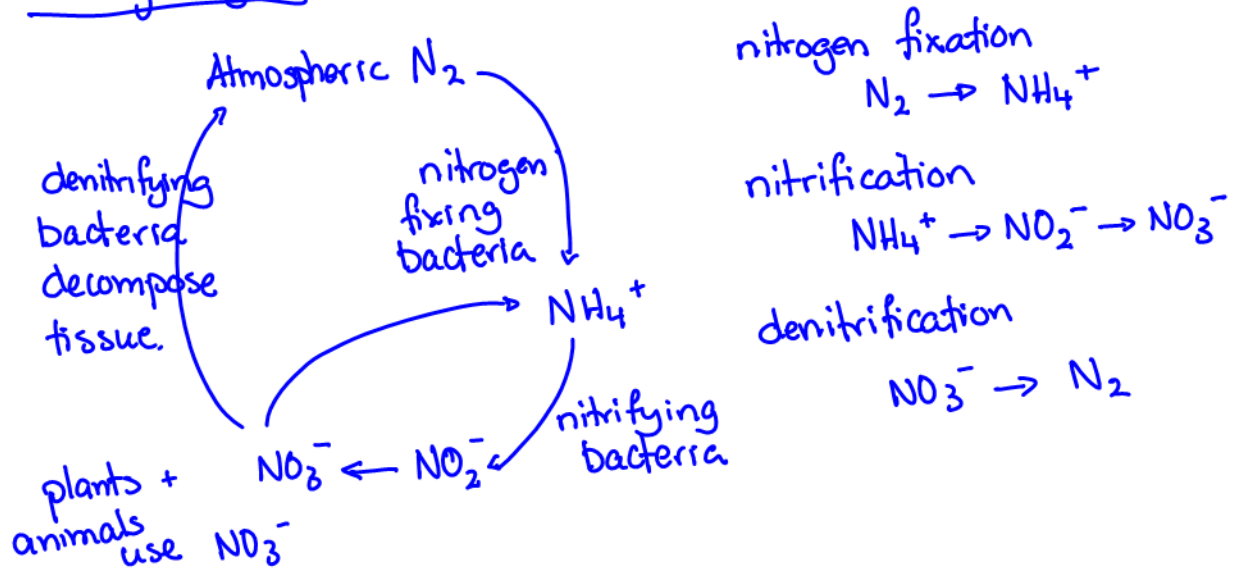 Atmospheric N₂
denitrifying
bacteria
decompose
tissue.
nitrogen
fixing
bacteria
NH₄⁺
nitrifying
bacteria
NO₃⁻ ← NO₂⁻
plants +
animals
use NO₃⁻
nitrogen fixation
N₂ → NH₄⁺
nitrification
NH₄⁺ → NO₂⁻ → NO₃⁻
denitrification
NO₃⁻ → N₂